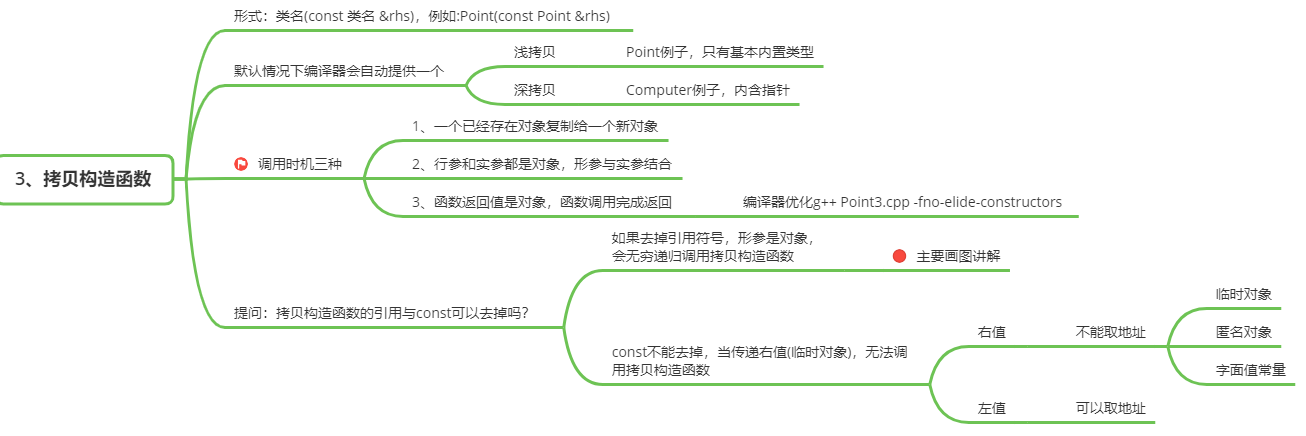 3、拷贝构造函数
形式：类名(const 类名 &rhs)，例如:Point(const Point &rhs)
默认情况下编译器会自动提供一个
浅拷贝
Point例子，只有基本内置类型
深拷贝
Computer例子，内含指针
调用时机三种
1、一个已经存在对象复制给一个新对象
2、行参和实参都是对象，形参与实参结合
3、函数返回值是对象，函数调用完成返回
编译器优化g++ Point3.cpp -fno-elide-constructors
提问：拷贝构造函数的引用与const可以去掉吗？
如果去掉引用符号，形参是对象，
会无穷递归调用拷贝构造函数
主要画图讲解
const不能去掉，当传递右值(临时对象)，无法调
用拷贝构造函数
右值
不能取地址
临时对象
匿名对象
字面值常量
左值
可以取地址